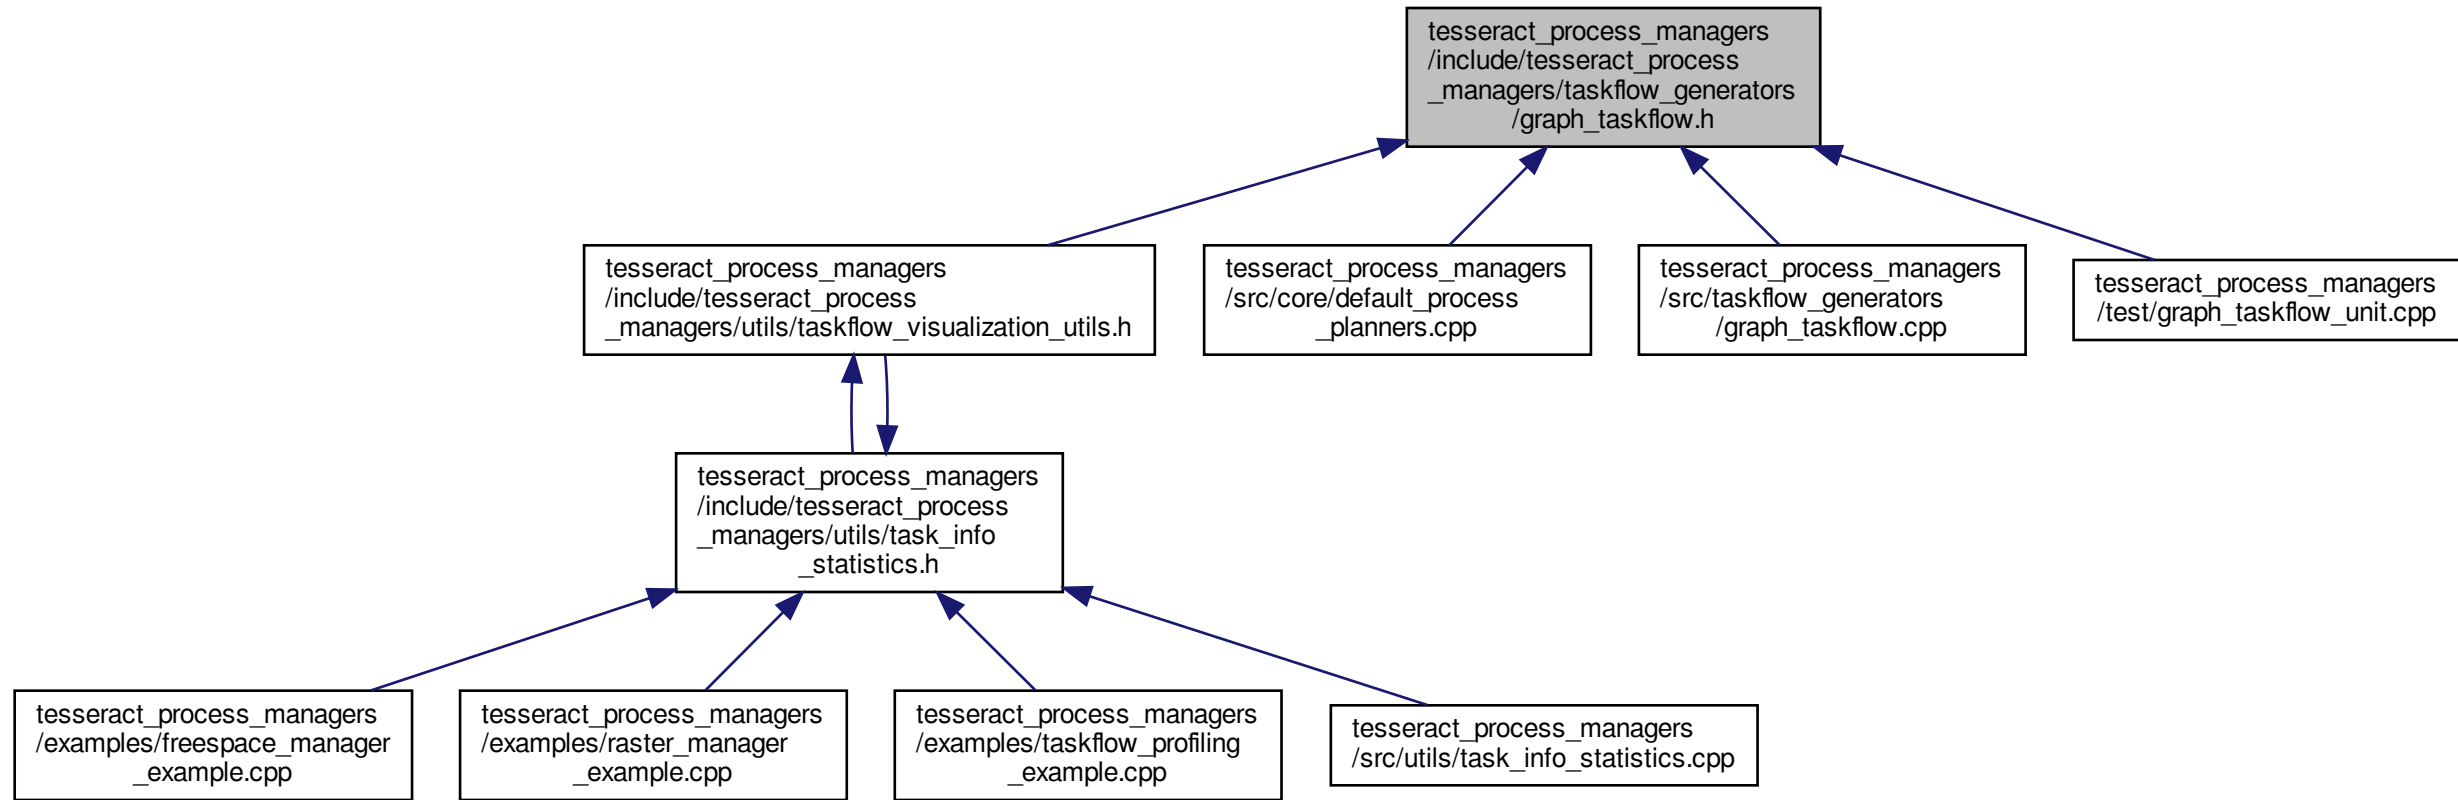 tesseract_process_managers
/include/tesseract_process
_managers/taskflow_generators
/graph_taskflow.h
tesseract_process_managers
/include/tesseract_process
_managers/utils/taskflow_visualization_utils.h
tesseract_process_managers
/src/core/default_process
_planners.cpp
tesseract_process_managers
/src/taskflow_generators
/graph_taskflow.cpp
tesseract_process_managers
/test/graph_taskflow_unit.cpp
tesseract_process_managers
/include/tesseract_process
_managers/utils/task_info
_statistics.h
tesseract_process_managers
/examples/freespace_manager
_example.cpp
tesseract_process_managers
/examples/raster_manager
_example.cpp
tesseract_process_managers
/examples/taskflow_profiling
_example.cpp
tesseract_process_managers
/src/utils/task_info_statistics.cpp